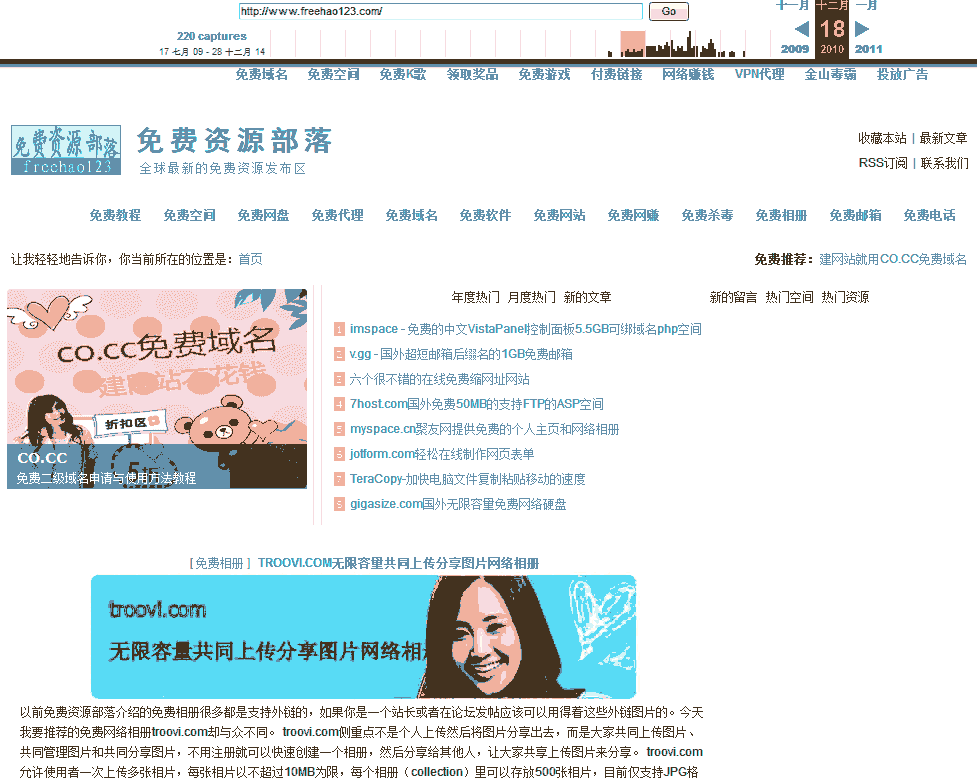 http://www.freehao123.com/ Go
十一月 十二月 一月
220 captures
17 七月 09 - 28 十二月 14
18
2009 2010 2011
免费域名 免费空间 免费K歌 领取奖品 免费游戏 付费链接 网络赚钱 VPN代理 金山毒霸 投放广告
免费资源部落
freehao123
免费资源部落
全球最新的免费资源发布区
收藏本站 | 最新文章
RSS订阅 | 联系我们
免费教程 免费空间 免费网盘 免费代理 免费域名 免费软件 免费网站 免费网赚 免费杀毒 免费相册 免费邮箱 免费电话
让我轻轻地告诉你，你当前所在的位置是：首页
免费推荐：建网站就用CO.CC免费域名
co.cc免费域名
建网站不花钱
折扣区
5折
CO.CC
免费二级域名申请与使用方法教程
年度热门 月度热门 新的文章
新的留言 热门空间 热门资源
1 imspace - 免费的中文VistaPanel控制面板5.5GB可绑域名php空间
2 v.gg - 国外超短邮箱后缀名的1GB免费邮箱
3 六个很不错的在线免费缩网址网站
4 7host.com国外免费50MB的支持FTP的ASP空间
5 myspace.cn聚友网提供免费的个人主页和网络相册
6 jotform.com轻松在线制作网页表单
7 TeraCopy-加快电脑文件复制粘贴移动的速度
8 gigasize.com国外无限容量免费网络硬盘
[ 免费相册 ] TROOVI.COM无限容量共同上传分享图片网络相册
troovi.com
无限容量共同上传分享图片网络相
以前免费资源部落介绍的免费相册很多都是支持外链的，如果你是一个站长或者在论坛发帖应该可以用得着这些外链图片的。今天
我要推荐的免费网络相册troovi.com却与众不同。 troovi.com侧重点不是个人上传然后将图片分享出去，而是大家共同上传图片、
共同管理图片和共同分享图片，不用注册就可以快速创建一个相册，然后分享给其他人，让大家共享上传图片来分享。 troovi.com
允许使用者一次上传多张相片，每张相片以不超过10MB为限，每个相册（collection）里可以存放500张相片，目前仅支持JPG格